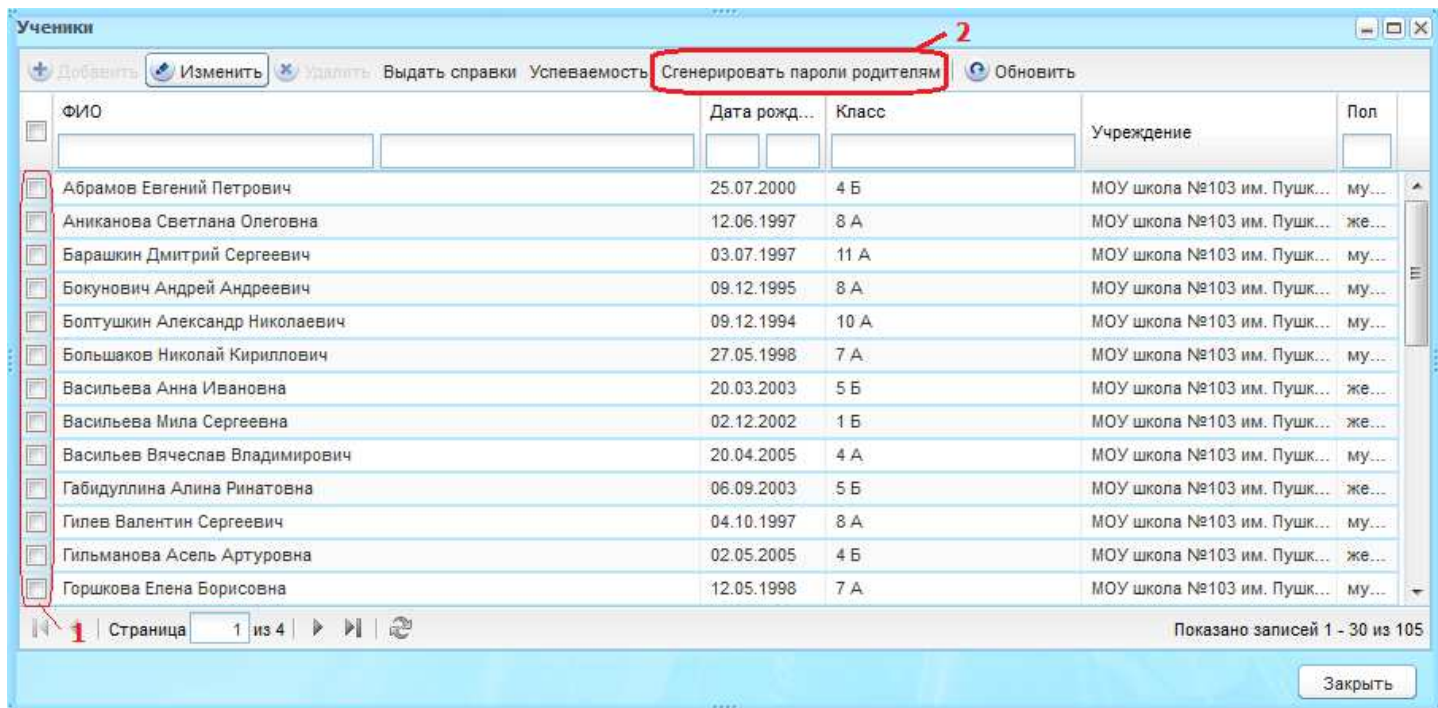 Ученики
2
Добавить Изменить Удалить Выдать справки Успеваемость Сгенерировать пароли родителям Обновить
ФИО Дата рожд... Класс Учреждение Пол
Абрамов Евгений Петрович 25.07.2000 4 Б МОУ школа №103 им. Пушк... му...
Аниканова Светлана Олеговна 12.06.1997 8 А МОУ школа №103 им. Пушк... же...
Барашкин Дмитрий Сергеевич 03.07.1997 11 А МОУ школа №103 им. Пушк... му...
Бокунович Андрей Андреевич 09.12.1995 8 А МОУ школа №103 им. Пушк... му...
Болтушкин Александр Николаевич 09.12.1994 10 А МОУ школа №103 им. Пушк... му...
Большаков Николай Кириллович 27.05.1998 7 А МОУ школа №103 им. Пушк... му...
Васильева Анна Ивановна 20.03.2003 5 Б МОУ школа №103 им. Пушк... же...
Васильева Мила Сергеевна 02.12.2002 1 Б МОУ школа №103 им. Пушк... же...
Васильев Вячеслав Владимирович 20.04.2005 4 А МОУ школа №103 им. Пушк... му...
Габидуллина Алина Ринатовна 06.09.2003 5 Б МОУ школа №103 им. Пушк... же...
Гилев Валентин Сергеевич 04.10.1997 8 А МОУ школа №103 им. Пушк... му...
Гильманова Асель Артуровна 02.05.2005 4 Б МОУ школа №103 им. Пушк... же...
Горшкова Елена Борисовна 12.05.1998 7 А МОУ школа №103 им. Пушк... му...
1 Страница 1 из 4 Показано записей 1 - 30 из 105
Закрыть